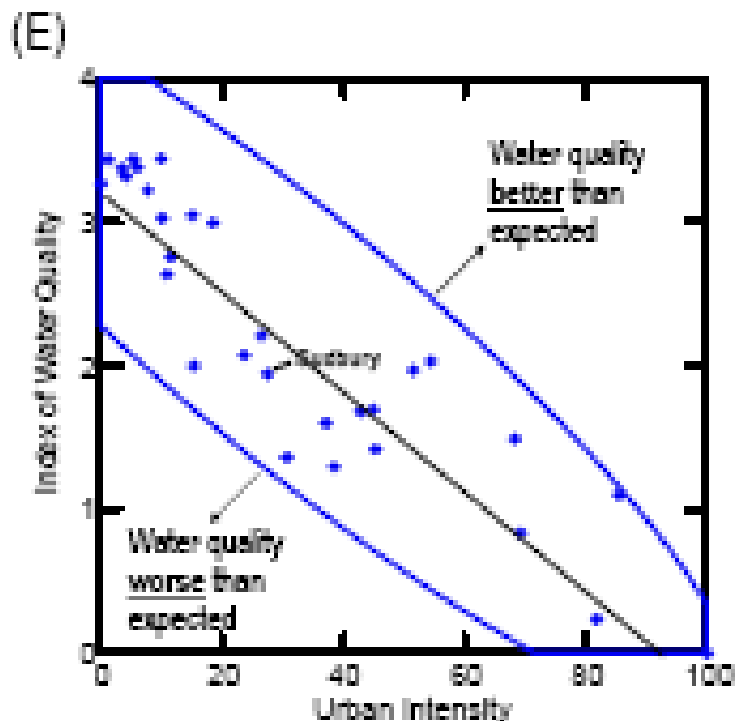 (E)
4
Water quality
better than
expected
3
Index of Water Quality
Sudbury
2
1
Water quality
worse than
expected
0
0 20 40 60 80 100
Urban Intensity